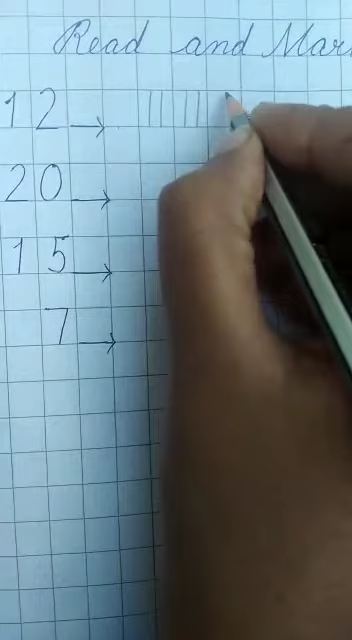 Read and Mar
12 →
20 →
15 →
7 →